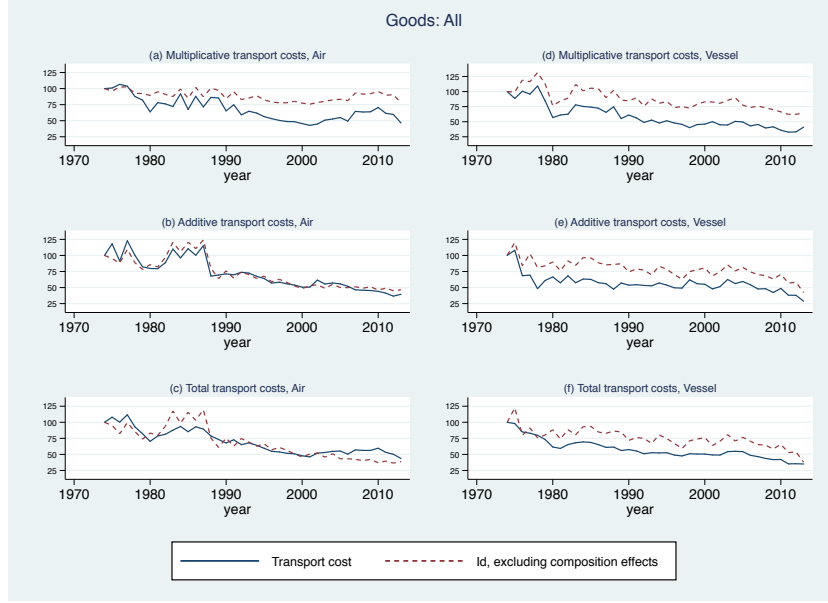 Goods: All
(a) Multiplicative transport costs, Air
125
100
75
50
25
1970 1980 1990 2000 2010
year
(d) Multiplicative transport costs, Vessel
125
100
75
50
25
1970 1980 1990 2000 2010
year
(b) Additive transport costs, Air
125
100
75
50
25
1970 1980 1990 2000 2010
year
(e) Additive transport costs, Vessel
125
100
75
50
25
1970 1980 1990 2000 2010
year
(c) Total transport costs, Air
125
100
75
50
25
1970 1980 1990 2000 2010
year
(f) Total transport costs, Vessel
125
100
75
50
25
1970 1980 1990 2000 2010
year
Transport cost Id, excluding composition effects